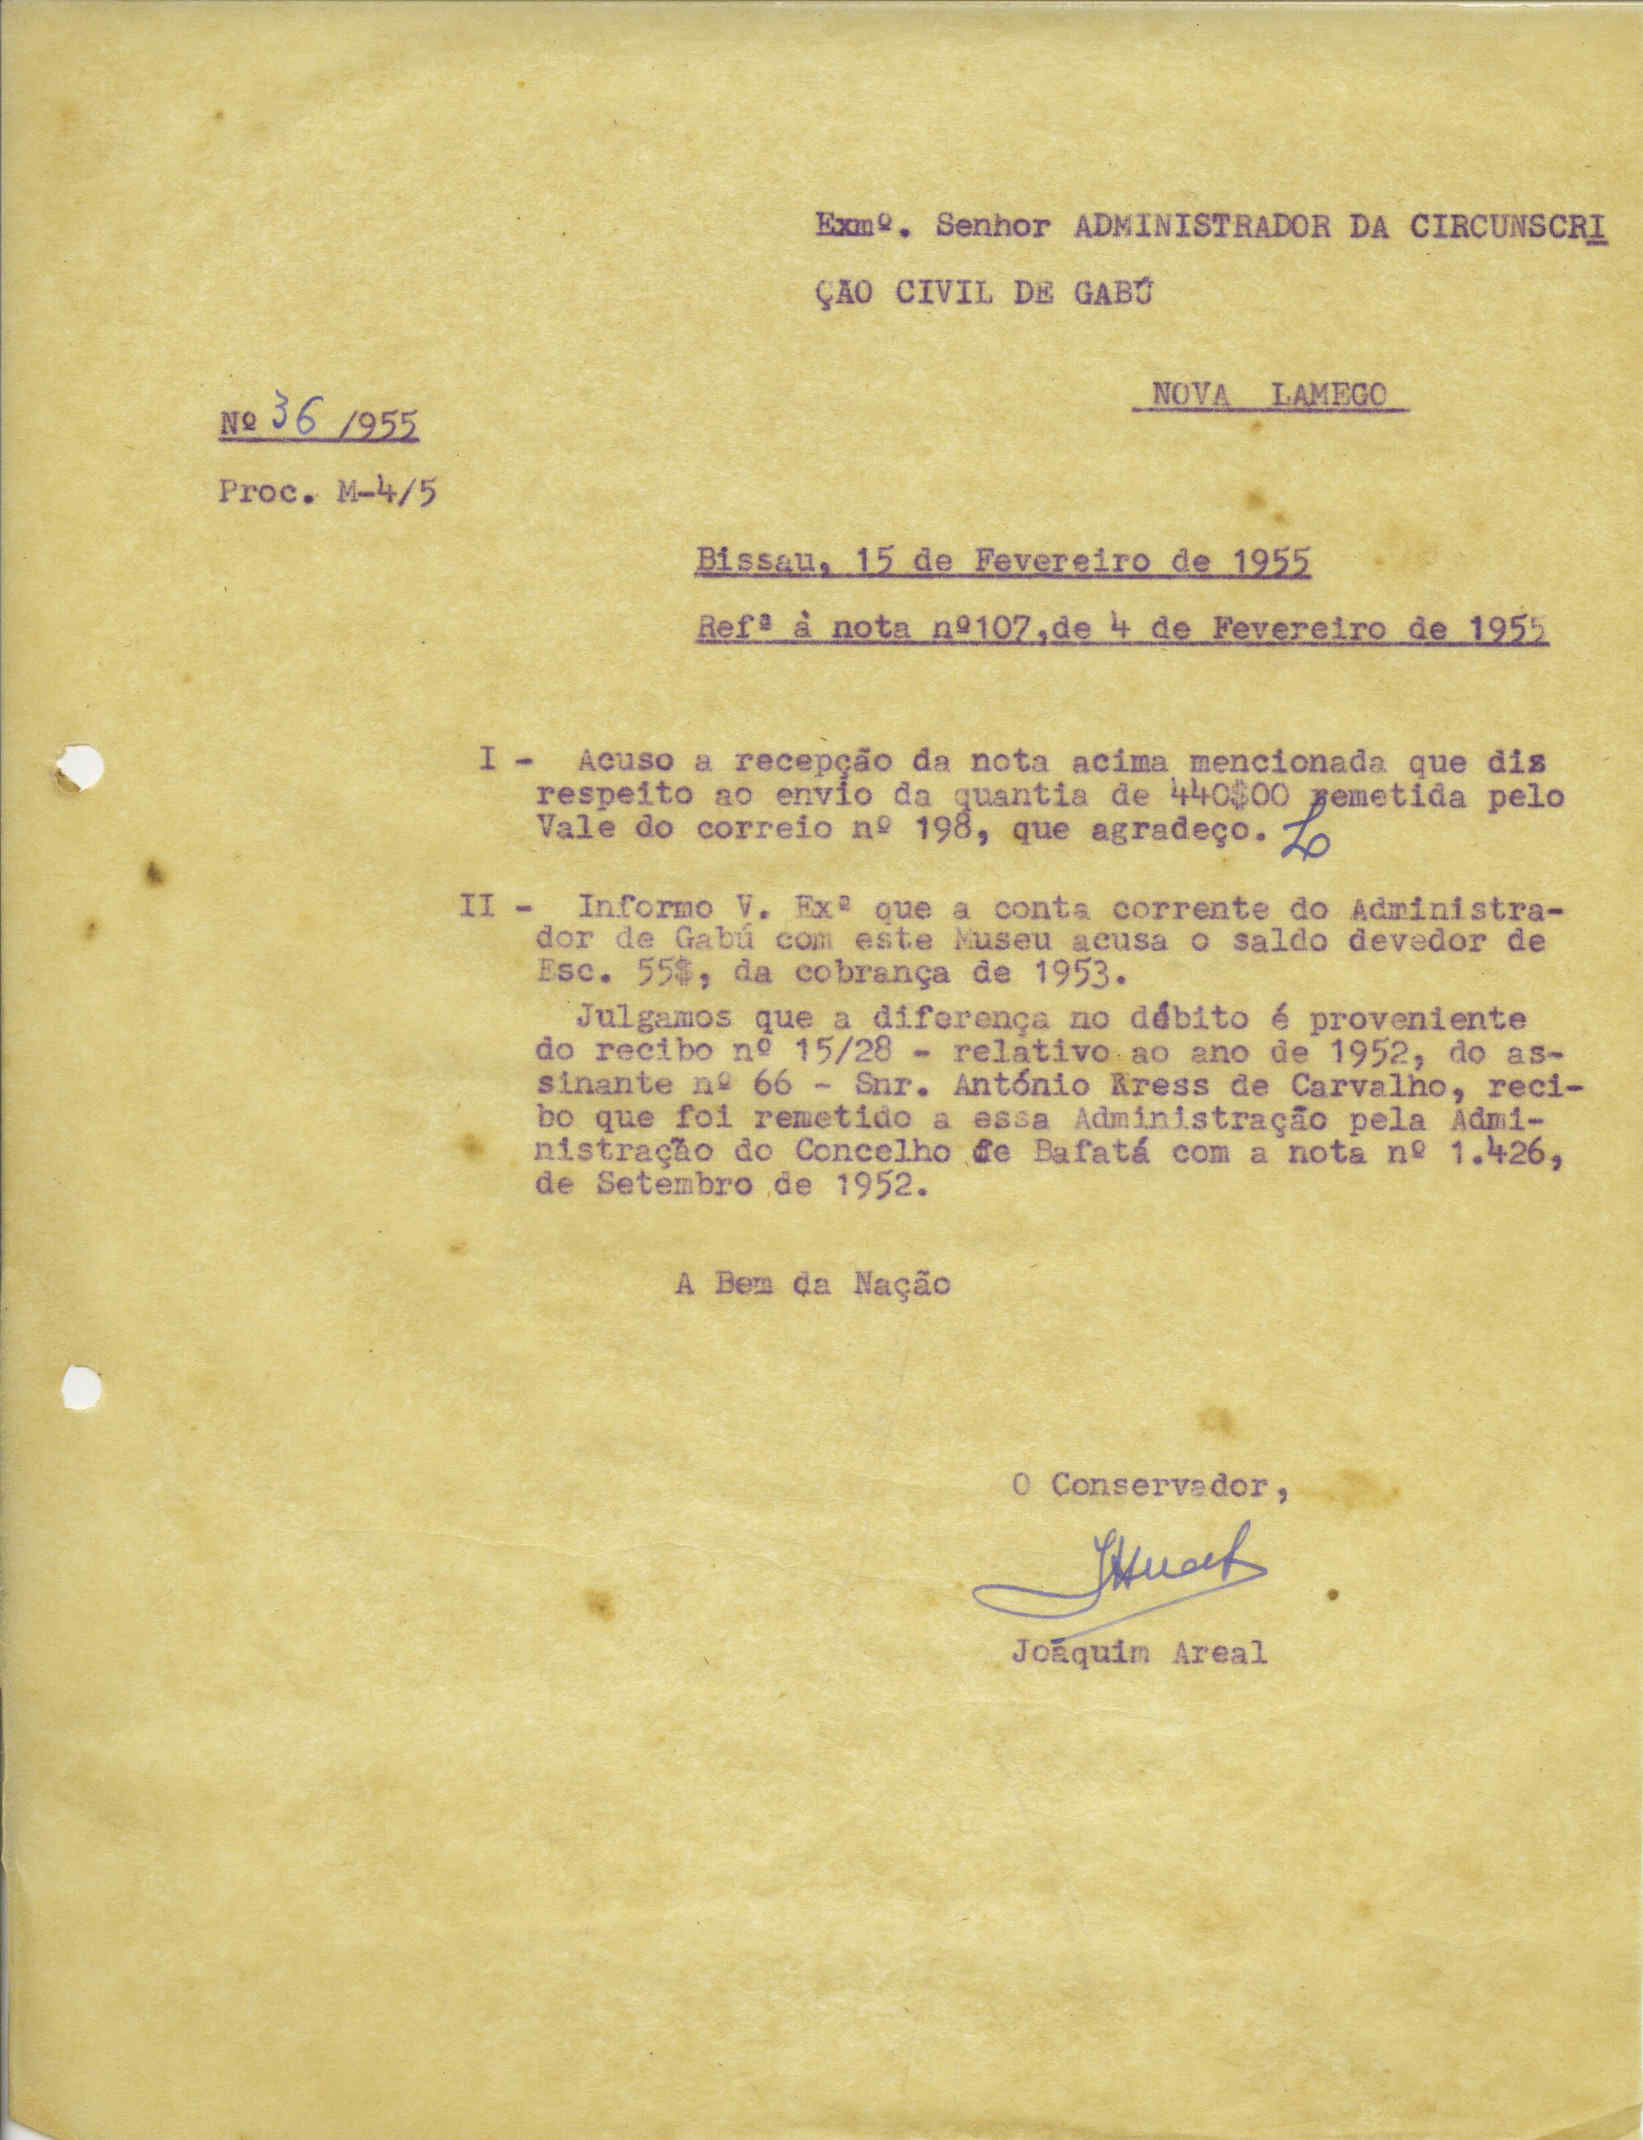 Exmº. Senhor ADMINISTRADOR DA CIRCUNSCRI
ÇÃO CIVIL DE GABÚ
NOVA LAMEGO
Nº 36 /955
Proc. M-4/5
Bissau, 15 de Fevereiro de 1955
Refª à nota nº107,de 4 de Fevereiro de 1955
I - Acuso a recepção da nota acima mencionada que diz
respeito ao envio da quantia de 440$00 remetida pelo
Vale do correio nº 198, que agradeço.
II - Informo V. Exª que a conta corrente do Administra-
dor de Gabú com este Museu acusa o saldo devedor de
Esc. 55$, da cobrança de 1953.
Julgamos que a diferença no débito é proveniente
do recibo nº 15/28 - relativo ao ano de 1952, do as-
sinante nº 66 - Snr. António Kress de Carvalho, reci-
bo que foi remetido a essa Administração pela Admi-
nistração do Concelho de Bafatá com a nota nº 1.426,
de Setembro de 1952.
A Bem da Nação
O Conservador,
Joaquim Areal